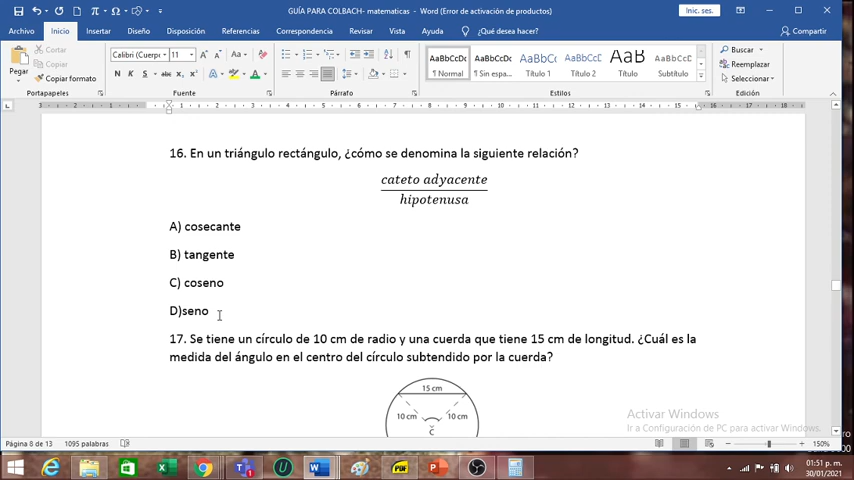 GUÍA PARA COLBACH- matematicas - Word (Error de activación de productos)
Inic. ses.
Archivo Inicio Insertar Diseño Disposición Referencias Correspondencia Revisar Vista Ayuda ¿Qué desea hacer? Compartir
Pegar
Cortar
Copiar
Copiar formato
Portapapeles
Calibri (Cuerp 11
Fuente
Párrafo
AaBbCcDc AaBbCcDc AaBbC AaBbCcD AaB AaBbCcD
¶ Normal ¶ Sin espa... Título 1 Título 2 Título Subtítulo
Estilos
Buscar
Reemplazar
Seleccionar
Edición
16. En un triángulo rectángulo, ¿cómo se denomina la siguiente relación?
cateto adyacente
hipotenusa
A) cosecante
B) tangente
C) coseno
D)seno
17. Se tiene un círculo de 10 cm de radio y una cuerda que tiene 15 cm de longitud. ¿Cuál es la
medida del ángulo en el centro del círculo subtendido por la cuerda?
15 cm
10 cm 10 cm
C
Activar Windows
Ir a Configuración de PC para activar Windows.
Página 8 de 13 1095 palabras 150%
01:51 p. m.
30/01/2021